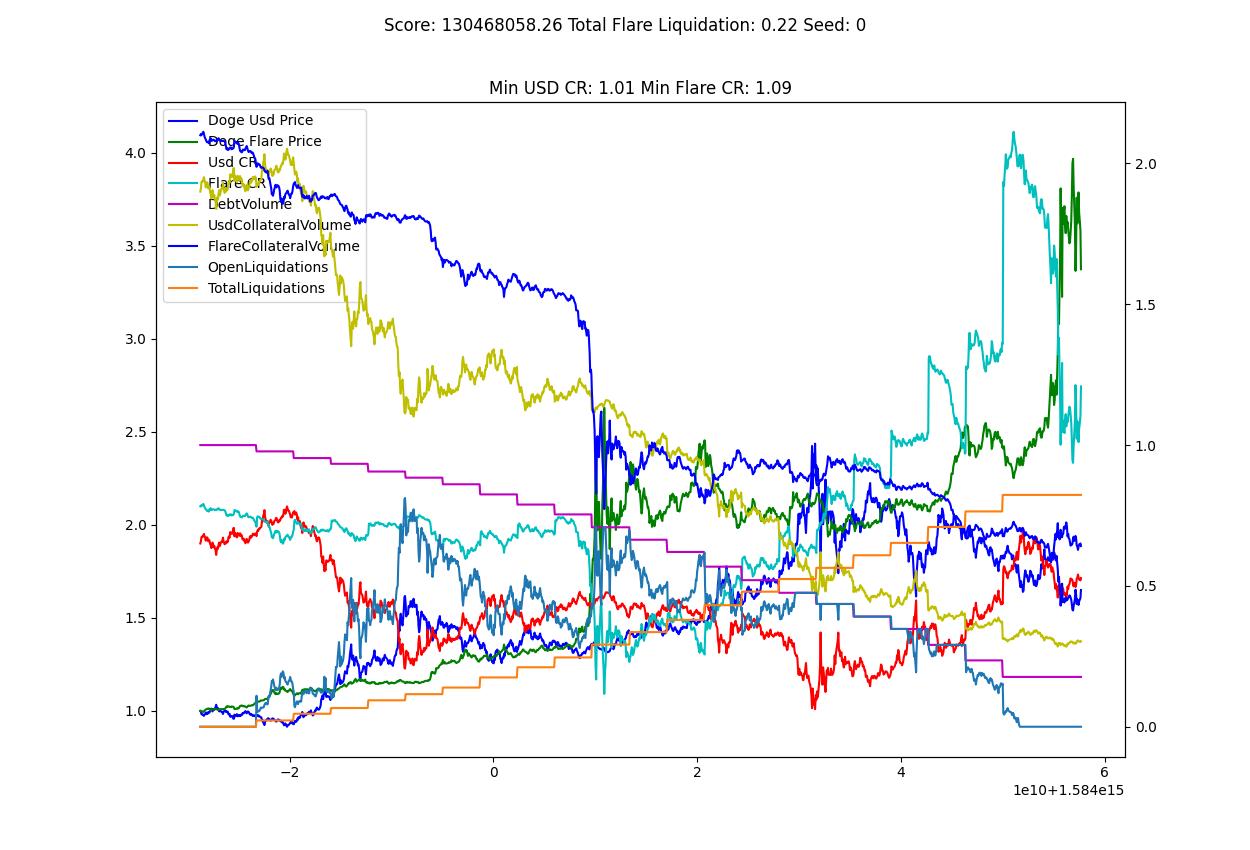 Score: 130468058.26 Total Flare Liquidation: 0.22 Seed: 0
Min USD CR: 1.01 Min Flare CR: 1.09
Doge Usd Price
Doge Flare Price
Usd CR
Flare CR
DebtVolume
UsdCollateralVolume
FlareCollateralVolume
OpenLiquidations
TotalLiquidations
4.0
3.5
3.0
2.5
2.0
1.5
1.0
2.0
1.5
1.0
0.5
0.0
−2 0 2 4 6
1e10+1.584e15